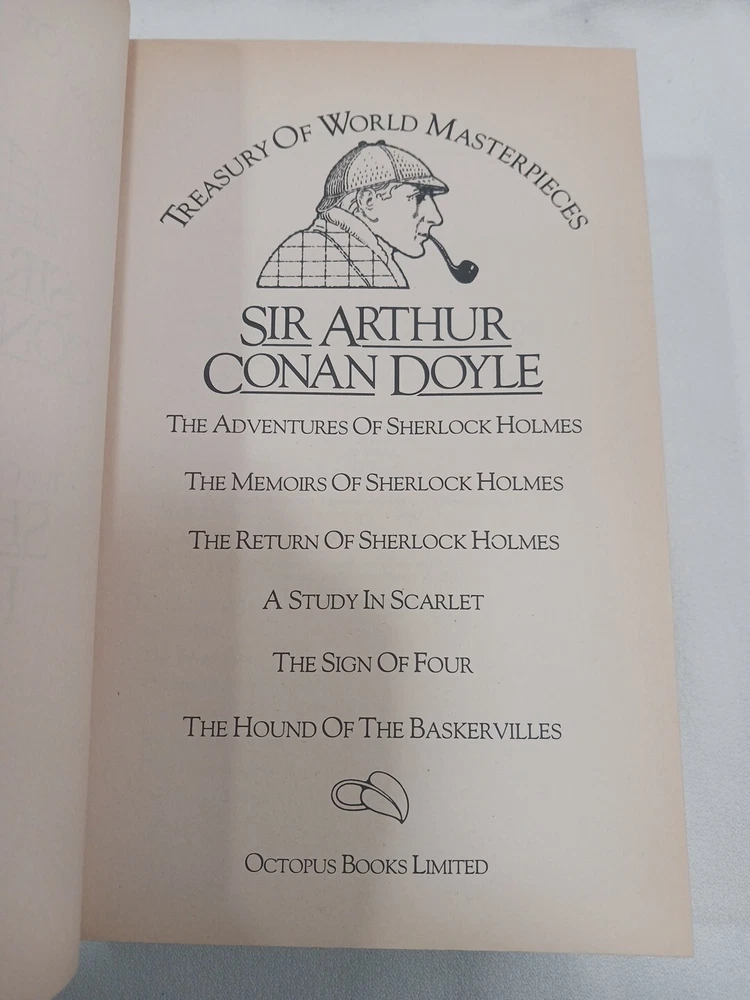 TREASURY OF WORLD MASTERPIECES
SIR ARTHUR
CONAN DOYLE
THE ADVENTURES OF SHERLOCK HOLMES
THE MEMOIRS OF SHERLOCK HOLMES
THE RETURN OF SHERLOCK HOLMES
A STUDY IN SCARLET
THE SIGN OF FOUR
THE HOUND OF THE BASKERVILLES
OCTOPUS BOOKS LIMITED